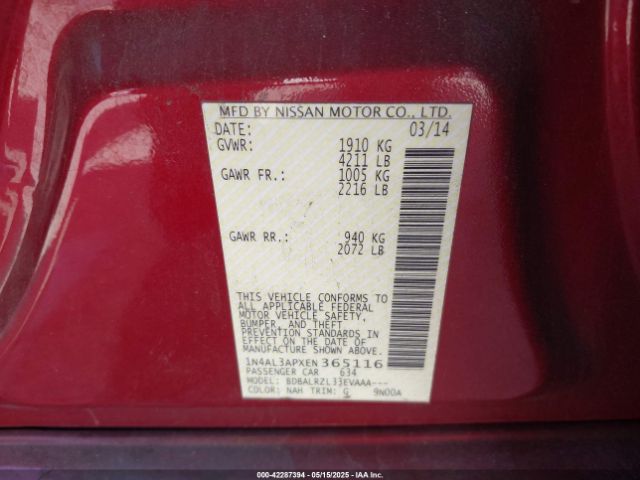 MFD BY NISSAN MOTOR CO., LTD.
DATE: 03/14
GVWR: 1910 KG
4211 LB
GAWR FR.: 1005 KG
2216 LB
GAWR RR.: 940 KG
2072 LB
THIS VEHICLE CONFORMS TO
ALL APPLICABLE FEDERAL
MOTOR VEHICLE SAFETY,
BUMPER, AND THEFT
PREVENTION STANDARDS IN
EFFECT ON THE DATE OF
MANUFACTURE SHOWN ABOVE.
1N4AL3APXEN365116
PASSENGER CAR 634
MODEL: BDBALRZL33EVAAA---
COLOR: NAH TRIM: G 9N00A
000-42287394 - 05/15/2025 - IAA Inc.